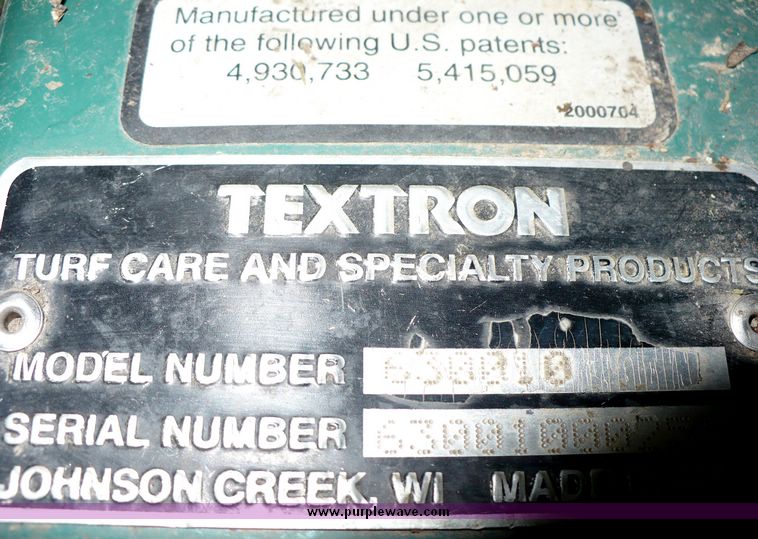 Manufactured under one or more
of the following U.S. patents:
4,930,733 5,415,059
2000704
TEXTRON
TURF CARE AND SPECIALTY PRODUCTS
MODEL NUMBER 630010
SERIAL NUMBER
JOHNSON CREEK, WI
www.purplewave.com